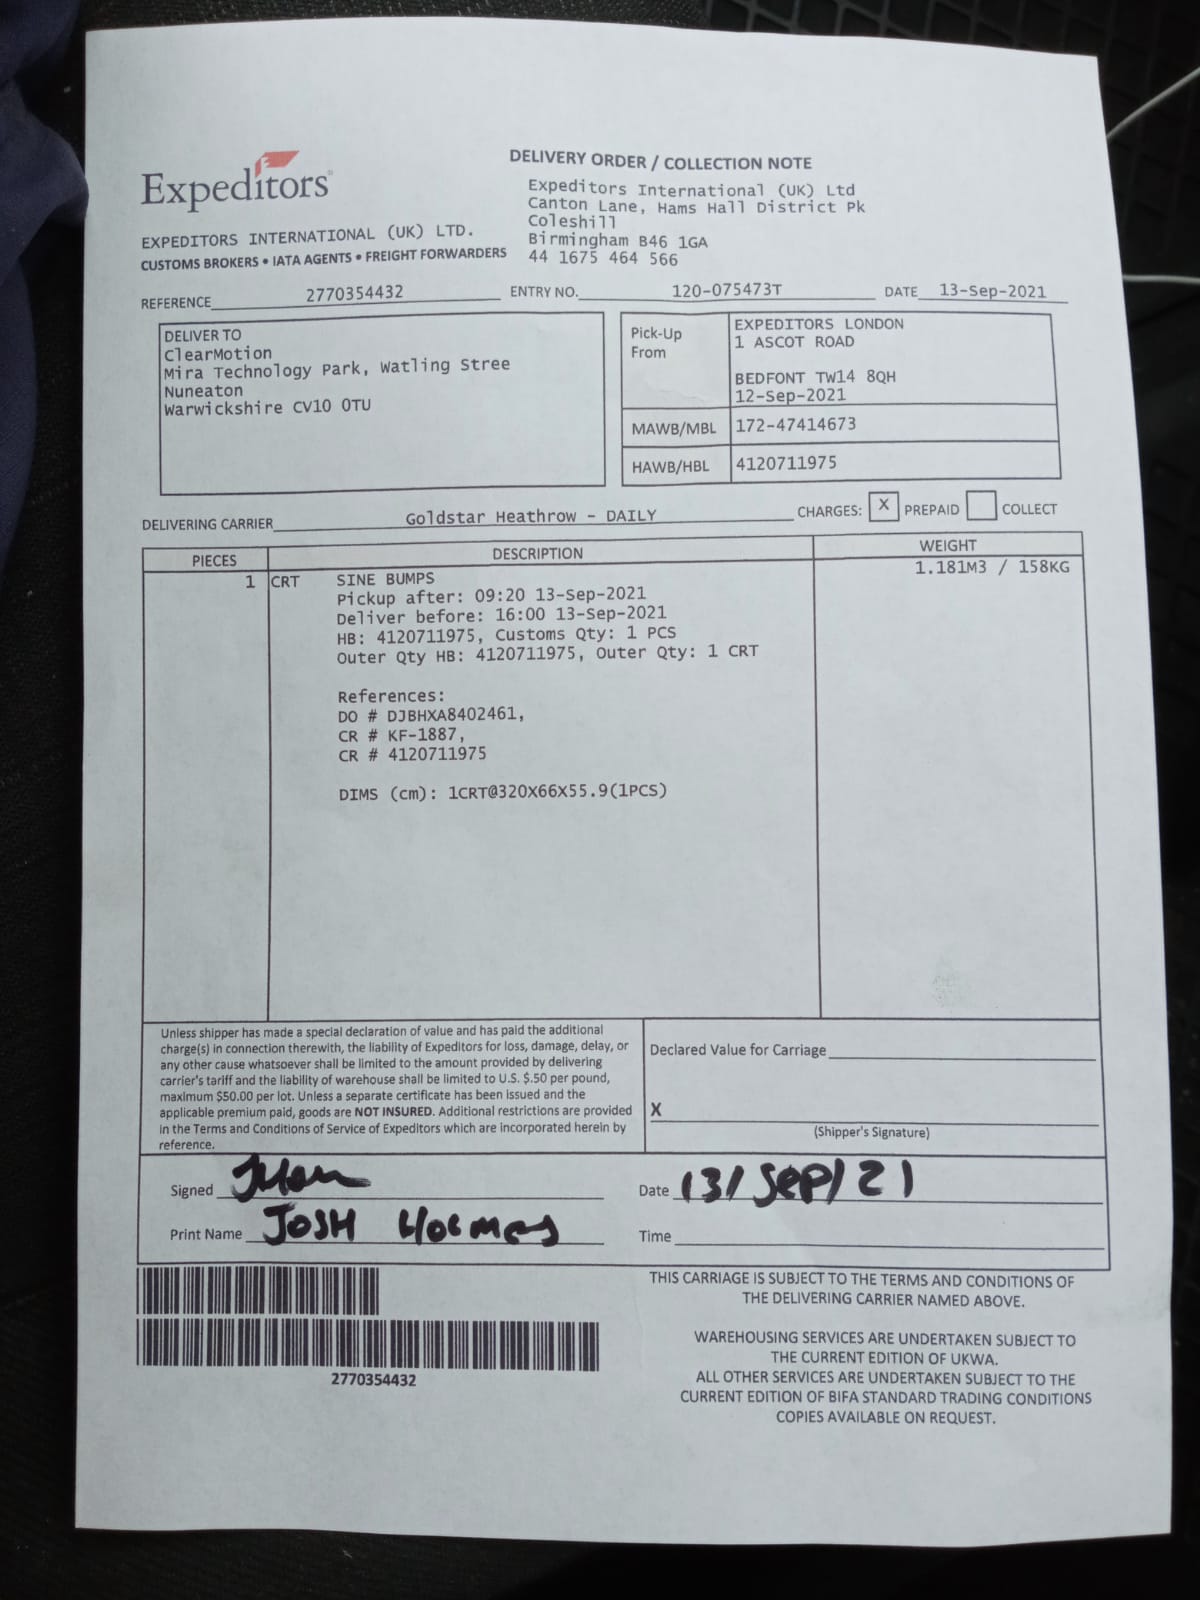 Expeditors
EXPEDITORS INTERNATIONAL (UK) LTD.
CUSTOMS BROKERS • IATA AGENTS • FREIGHT FORWARDERS
DELIVERY ORDER / COLLECTION NOTE
Expeditors International (UK) Ltd
Canton Lane, Hams Hall District Pk
Coleshill
Birmingham B46 1GA
44 1675 464 566
REFERENCE 2770354432 ENTRY NO. 120-075473T DATE 13-Sep-2021
DELIVER TO
ClearMotion
Mira Technology Park, Watling Stree
Nuneaton
Warwickshire CV10 0TU
Pick-Up From
EXPEDITORS LONDON
1 ASCOT ROAD
BEDFONT TW14 8QH
12-Sep-2021
MAWB/MBL 172-47414673
HAWB/HBL 4120711975
DELIVERING CARRIER Goldstar Heathrow - DAILY CHARGES: X PREPAID COLLECT
PIECES DESCRIPTION WEIGHT
1 CRT SINE BUMPS 1.181M3 / 158KG
Pickup after: 09:20 13-Sep-2021
Deliver before: 16:00 13-Sep-2021
HB: 4120711975, Customs Qty: 1 PCS
Outer Qty HB: 4120711975, Outer Qty: 1 CRT
References:
DO # DJBHXA8402461,
CR # KF-1887,
CR # 4120711975
DIMS (cm): 1CRT@320X66X55.9(1PCS)
Unless shipper has made a special declaration of value and has paid the additional
charge(s) in connection therewith, the liability of Expeditors for loss, damage, delay, or
any other cause whatsoever shall be limited to the amount provided by delivering
carrier's tariff and the liability of warehouse shall be limited to U.S. $.50 per pound,
maximum $50.00 per lot. Unless a separate certificate has been issued and the
applicable premium paid, goods are NOT INSURED. Additional restrictions are provided
in the Terms and Conditions of Service of Expeditors which are incorporated herein by
reference.
Declared Value for Carriage
X
(Shipper's Signature)
Signed
Date 13/Sep/21
Print Name JOSH HOLMES
Time
2770354432
THIS CARRIAGE IS SUBJECT TO THE TERMS AND CONDITIONS OF
THE DELIVERING CARRIER NAMED ABOVE.
WAREHOUSING SERVICES ARE UNDERTAKEN SUBJECT TO
THE CURRENT EDITION OF UKWA.
ALL OTHER SERVICES ARE UNDERTAKEN SUBJECT TO THE
CURRENT EDITION OF BIFA STANDARD TRADING CONDITIONS
COPIES AVAILABLE ON REQUEST.